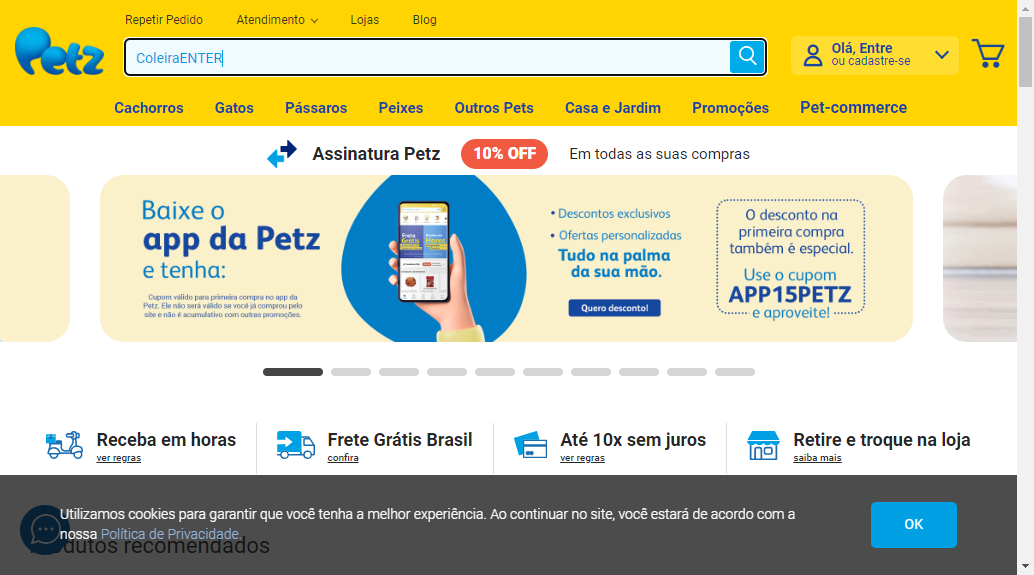 Repetir Pedido Atendimento Lojas Blog
Petz
ColeiraENTER
Olá, Entre
ou cadastre-se
Cachorros Gatos Pássaros Peixes Outros Pets Casa e Jardim Promoções Pet-commerce
Assinatura Petz 10% OFF Em todas as suas compras
Baixe o
app da Petz
e tenha:
Cupom válido para primeira compra no app da
Petz. Ele não será válido se você já comprou pelo
site e não é acumulativo com outras promoções.
• Descontos exclusivos
• Ofertas personalizadas
Tudo na palma
da sua mão.
Quero desconto!
O desconto na
primeira compra
também é especial.
Use o cupom
APP15PETZ
e aproveite!
Receba em horas
ver regras
Frete Grátis Brasil
confira
Até 10x sem juros
ver regras
Retire e troque na loja
saiba mais
Utilizamos cookies para garantir que você tenha a melhor experiência. Ao continuar no site, você estará de acordo com a
nossa Política de Privacidade.
OK
Produtos recomendados